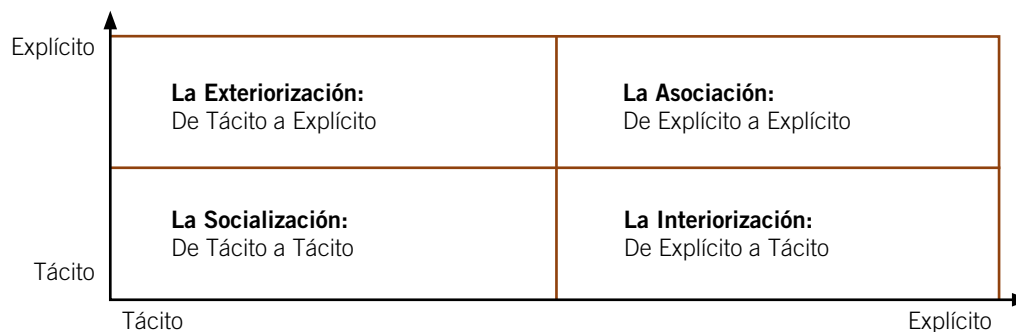 Explícito
La Exteriorización:
De Tácito a Explícito
La Asociación:
De Explícito a Explícito
La Socialización:
De Tácito a Tácito
La Interiorización:
De Explícito a Tácito
Tácito
Tácito
Explícito